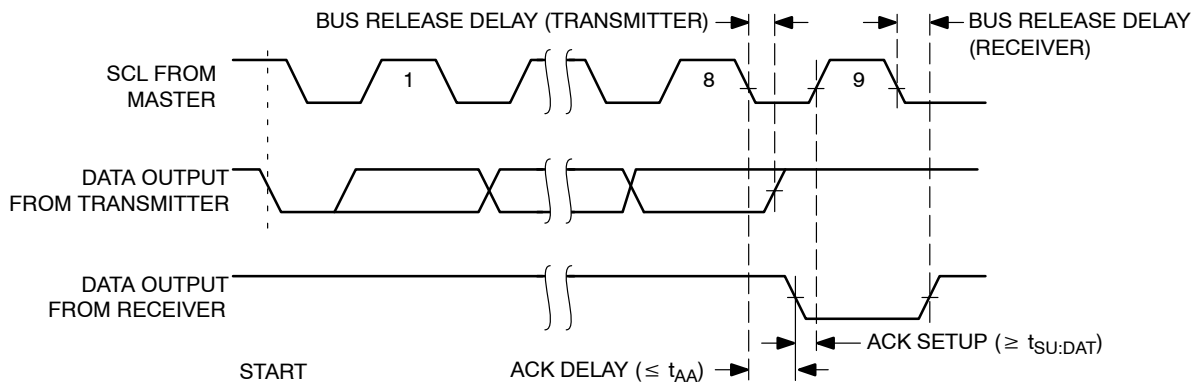 BUS RELEASE DELAY (TRANSMITTER)
BUS RELEASE DELAY
(RECEIVER)
SCL FROM
MASTER
1
8
9
DATA OUTPUT
FROM TRANSMITTER
DATA OUTPUT
FROM RECEIVER
START
ACK DELAY (≤ tAA)
ACK SETUP (≥ tSU:DAT)